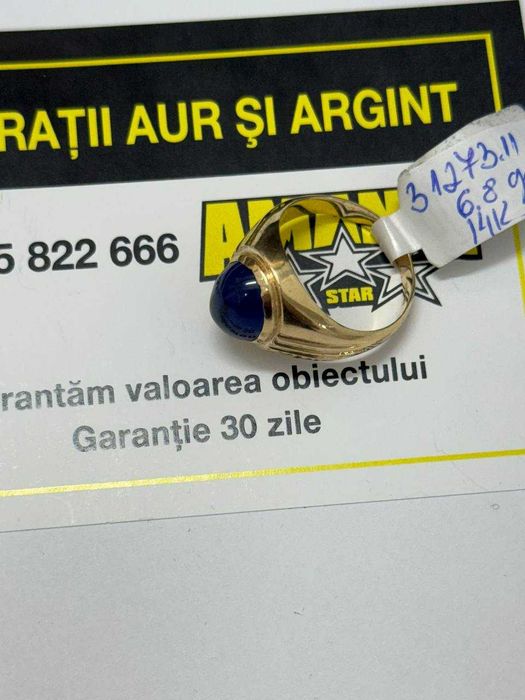 RAȚII AUR ȘI ARGINT
5 822 666
STAR
rantăm valoarea obiectului
Garanție 30 zile
31273.11
6.8 g
14K